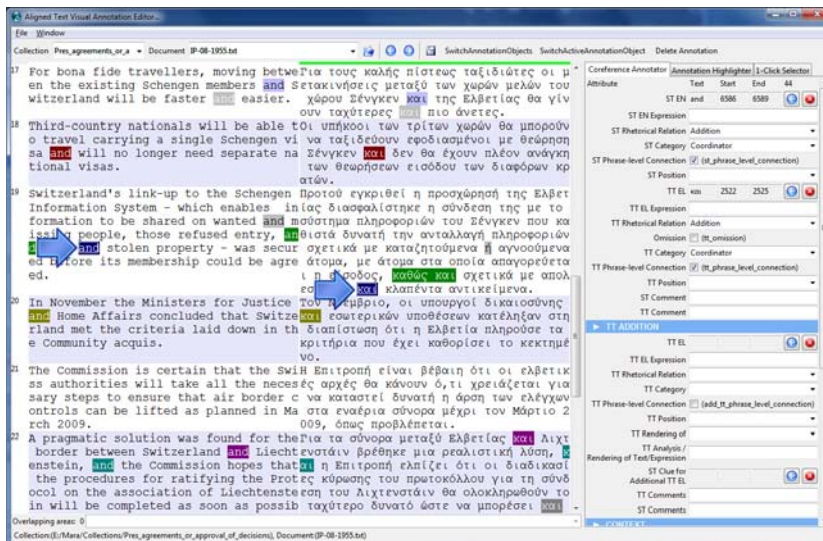 Aligned Text Visual Annotation Editor...
File Window
Collection Pres_agreements_or_a Document IP-08-1955.txt SwitchAnnotationObjects SwitchActiveAnnotationObject Delete Annotation
17 For bona fide travellers, moving betwe
en the existing Schengen members and S
witzerland will be faster and easier.
18 Third-country nationals will be able t
o travel carrying a single Schengen vi
sa and will no longer need separate na
tional visas.
19 Switzerland's link-up to the Schengen
Information System - which enables in
formation to be shared on wanted and m
issing people, those refused entry, an
d and stolen property - was secur
ed before its membership could be agre
ed.
20 In November the Ministers for Justice
and Home Affairs concluded that Switze
rland met the criteria laid down in th
e Community acquis.
21 The Commission is certain that the Swi
ss authorities will take all the neces
sary steps to ensure that air border c
ontrols can be lifted as planned in Ma
rch 2009.
22 A pragmatic solution was found for the
border between Switzerland and Liecht
enstein, and the Commission hopes that
the procedures for ratifying the Prot
ocol on the association of Liechtenste
in will be completed as soon as possib
Για τους καλής πίστεως ταξιδιώτες οι μ
ετακινήσεις μεταξύ των χωρών μελών του
χώρου Σένγκεν και της Ελβετίας θα γίν
ουν ταχύτερες και πιο άνετες.
Οι υπήκοοι των τρίτων χωρών θα μπορούν
να ταξιδεύουν εφοδιασμένοι με θεώρηση
Σένγκεν και δεν θα έχουν πλέον ανάγκη
των θεωρήσεων εισόδου των διαφόρων κρ
ατών.
Προτού εγκριθεί η προσχώρησή της Ελβετ
ίας διασφαλίστηκε η σύνδεση της με το
σύστημα πληροφοριών του Σένγκεν που κα
θιστά δυνατή την ανταλλαγή πληροφοριών
σχετικά με καταζητούμενα ή αγνοούμενα
άτομα, με άτομα στα οποία απαγορεύετα
ι η είσοδος, καθώς και σχετικά με απολ
εσ και κλαπέντα αντικείμενα.
Τον Νοέμβριο, οι υπουργοί δικαιοσύνης
και εσωτερικών υποθέσεων κατέληξαν στη
διαπίστωση ότι η Ελβετία πληρούσε τα
κριτήρια που έχει καθορίσει το κεκτημέ
νο.
Η Επιτροπή είναι βέβαιη ότι οι ελβετικ
ές αρχές θα κάνουν ό,τι χρειάζεται για
να καταστεί δυνατή η άρση των ελέγχων
στα εναέρια σύνορα μέχρι τον Μάρτιο 2
009, όπως προβλέπεται.
Για τα σύνορα μεταξύ Ελβετίας και Λιχτ
ενστάιν βρέθηκε μια ρεαλιστική λύση, κ
αι η Επιτροπή ελπίζει ότι οι διαδικασί
ες κύρωσης του πρωτοκόλλου για τη σύνδ
εση του Λιχτενστάιν θα ολοκληρωθούν το
ταχύτερο δυνατό ώστε να μπορέσει και
Coreference Annotator Annotation Highlighter 1-Click Selector
Attribute Text Start End 44
ST EN and 6586 6589
ST EN Expression
ST Rhetorical Relation Addition
ST Category Coordinator
ST Phrase-level Connection (st_phrase_level_connection)
ST Position
TT EL και 2522 2525
TT EL Expression
TT Rhetorical Relation Addition
Omission (tt_omission)
TT Category Coordinator
TT Phrase-level Connection (tt_phrase_level_connection)
TT Position
ST Comment
TT Comment
TT ADDITION
TT EL
TT EL Expression
TT Rhetorical Relation
TT Category
TT Phrase-level Connection (add_tt_phrase_level_connection)
TT Position
TT Rendering of
TT Analysis /
Rendering of Text/Expression
ST Clue for
Additional TT EL
TT Comments
ST Comments
CONTEXT
Overlapping areas: 0
Collection:(E:/Mara/Collections/Pres_agreements_or_approval_of_decisions), Document:(IP-08-1955.txt)